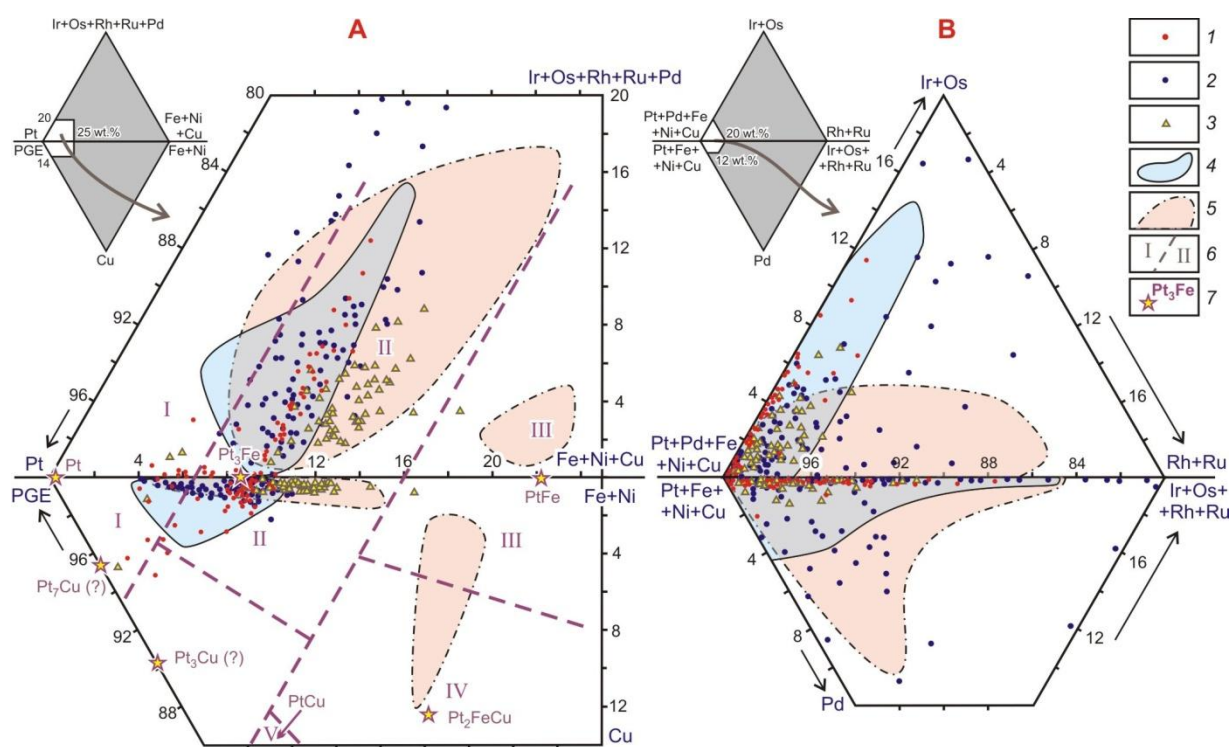 Ir+Os+Rh+Ru+Pd
A
20
Pt
PGE
14
25 wt.%
Fe+Ni
+Cu
Fe+Ni
Cu
Ir+Os+Rh+Ru+Pd
80
20
84
16
88
12
92
8
96
4
I
II
III
Pt
Pt
PGE
4
8
12
16
20
Pt₃Fe
PtFe
Fe+Ni+Cu
Fe+Ni
I
II
III
96
4
Pt₇Cu (?)
92
8
Pt₃Cu (?)
88
12
PtCu
V
IV
Pt₂FeCu
Cu
B
Ir+Os
Pt+Pd+Fe
+Ni+Cu
Pt+Fe+
+Ni+Cu
20 wt.%
12 wt.%
Rh+Ru
Ir+Os+
+Rh+Ru
Pd
Ir+Os
16
4
12
8
8
12
4
16
Pt+Pd+Fe
+Ni+Cu
96
92
88
84
Rh+Ru
Pt+Fe+
+Ni+Cu
Ir+Os+
+Rh+Ru
4
16
8
12
Pd
1
2
3
4
5
I II
6
Pt₃Fe
7